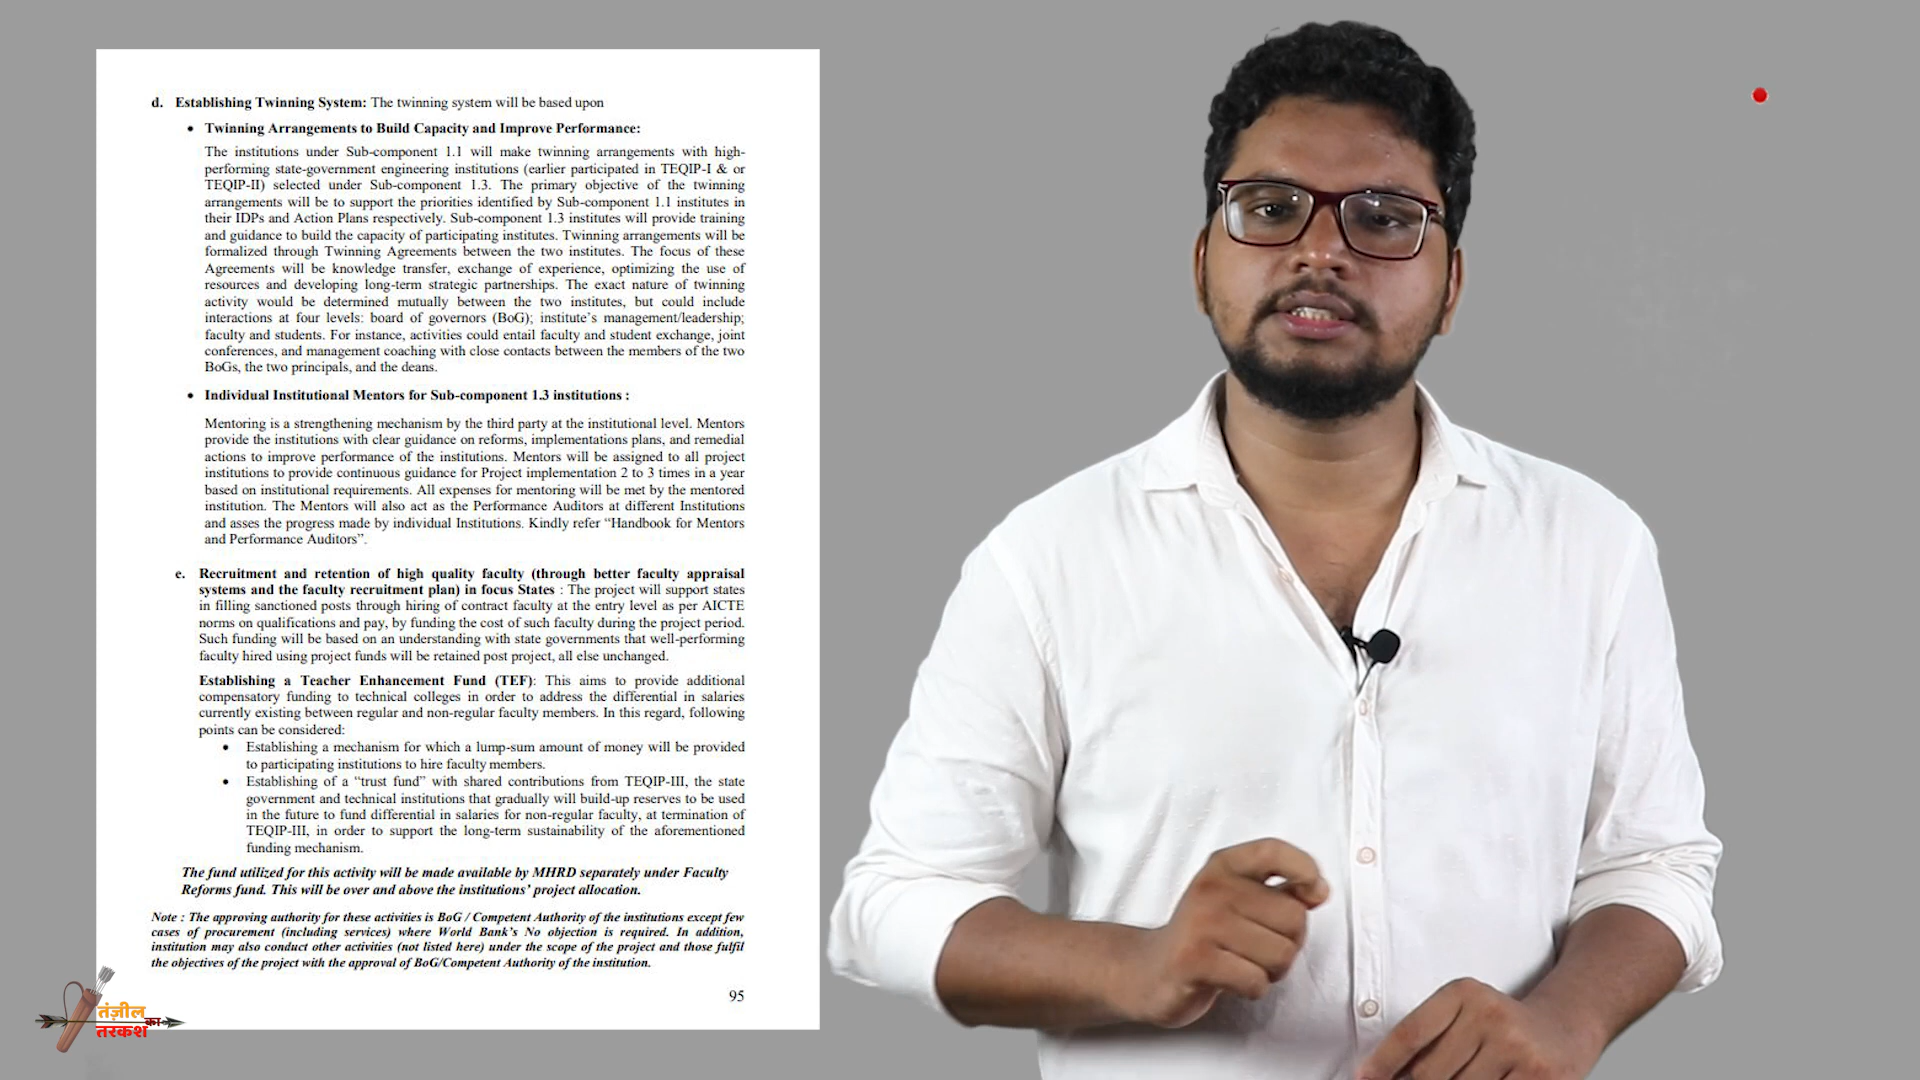 d. Establishing Twinning System: The twinning system will be based upon
• Twinning Arrangements to Build Capacity and Improve Performance:
The institutions under Sub-component 1.1 will make twinning arrangements with high-
performing state-government engineering institutions (earlier participated in TEQIP-I & or
TEQIP-II) selected under Sub-component 1.3. The primary objective of the twinning
arrangements will be to support the priorities identified by Sub-component 1.1 institutes in
their IDPs and Action Plans respectively. Sub-component 1.3 institutes will provide training
and guidance to build the capacity of participating institutes. Twinning arrangements will be
formalized through Twinning Agreements between the two institutes. The focus of these
Agreements will be knowledge transfer, exchange of experience, optimizing the use of
resources and developing long-term strategic partnerships. The exact nature of twinning
activity would be determined mutually between the two institutes, but could include
interactions at four levels: board of governors (BoG); institute's management/leadership;
faculty and students. For instance, activities could entail faculty and student exchange, joint
conferences, and management coaching with close contacts between the members of the two
BoGs, the two principals, and the deans.
• Individual Institutional Mentors for Sub-component 1.3 institutions :
Mentoring is a strengthening mechanism by the third party at the institutional level. Mentors
provide the institutions with clear guidance on reforms, implementations plans, and remedial
actions to improve performance of the institutions. Mentors will be assigned to all project
institutions to provide continuous guidance for Project implementation 2 to 3 times in a year
based on institutional requirements. All expenses for mentoring will be met by the mentored
institution. The Mentors will also act as the Performance Auditors at different Institutions
and asses the progress made by individual Institutions. Kindly refer “Handbook for Mentors
and Performance Auditors”.
e. Recruitment and retention of high quality faculty (through better faculty appraisal
systems and the faculty recruitment plan) in focus States : The project will support states
in filling sanctioned posts through hiring of contract faculty at the entry level as per AICTE
norms on qualifications and pay, by funding the cost of such faculty during the project period.
Such funding will be based on an understanding with state governments that well-performing
faculty hired using project funds will be retained post project, all else unchanged.
Establishing a Teacher Enhancement Fund (TEF): This aims to provide additional
compensatory funding to technical colleges in order to address the differential in salaries
currently existing between regular and non-regular faculty members. In this regard, following
points can be considered:
• Establishing a mechanism for which a lump-sum amount of money will be provided
to participating institutions to hire faculty members.
• Establishing of a “trust fund” with shared contributions from TEQIP-III, the state
government and technical institutions that gradually will build-up reserves to be used
in the future to fund differential in salaries for non-regular faculty, at termination of
TEQIP-III, in order to support the long-term sustainability of the aforementioned
funding mechanism.
The fund utilized for this activity will be made available by MHRD separately under Faculty
Reforms fund. This will be over and above the institutions' project allocation.
Note : The approving authority for these activities is BoG / Competent Authority of the institutions except few
cases of procurement (including services) where World Bank's No objection is required. In addition,
institution may also conduct other activities (not listed here) under the scope of the project and those fulfil
the objectives of the project with the approval of BoG/Competent Authority of the institution.
95
तंज़ील
का
तरकश